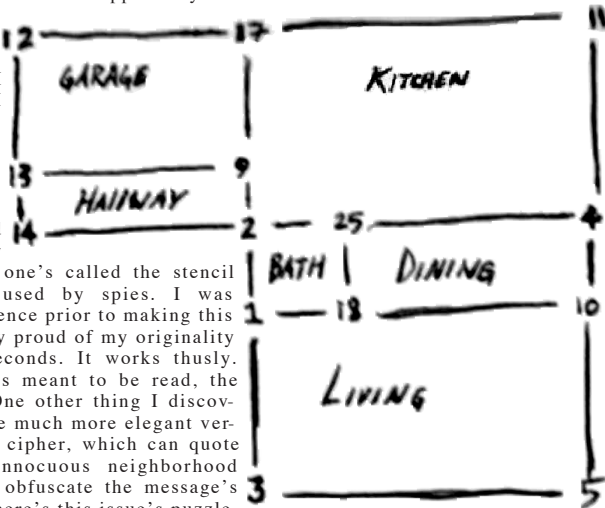 12 17 11
GARAGE KITCHEN
13 9
HALLWAY
14 2 25 4
BATH DINING
1 18 10
LIVING
3 5
one's called the stencil
used by spies. I was
ence prior to making this
y proud of my originality
econds. It works thusly.
s meant to be read, the
One other thing I discov-
e much more elegant ver-
cipher, which can quote
nnocuous neighborhood
obfuscate the message's
here's this issue's puzzle